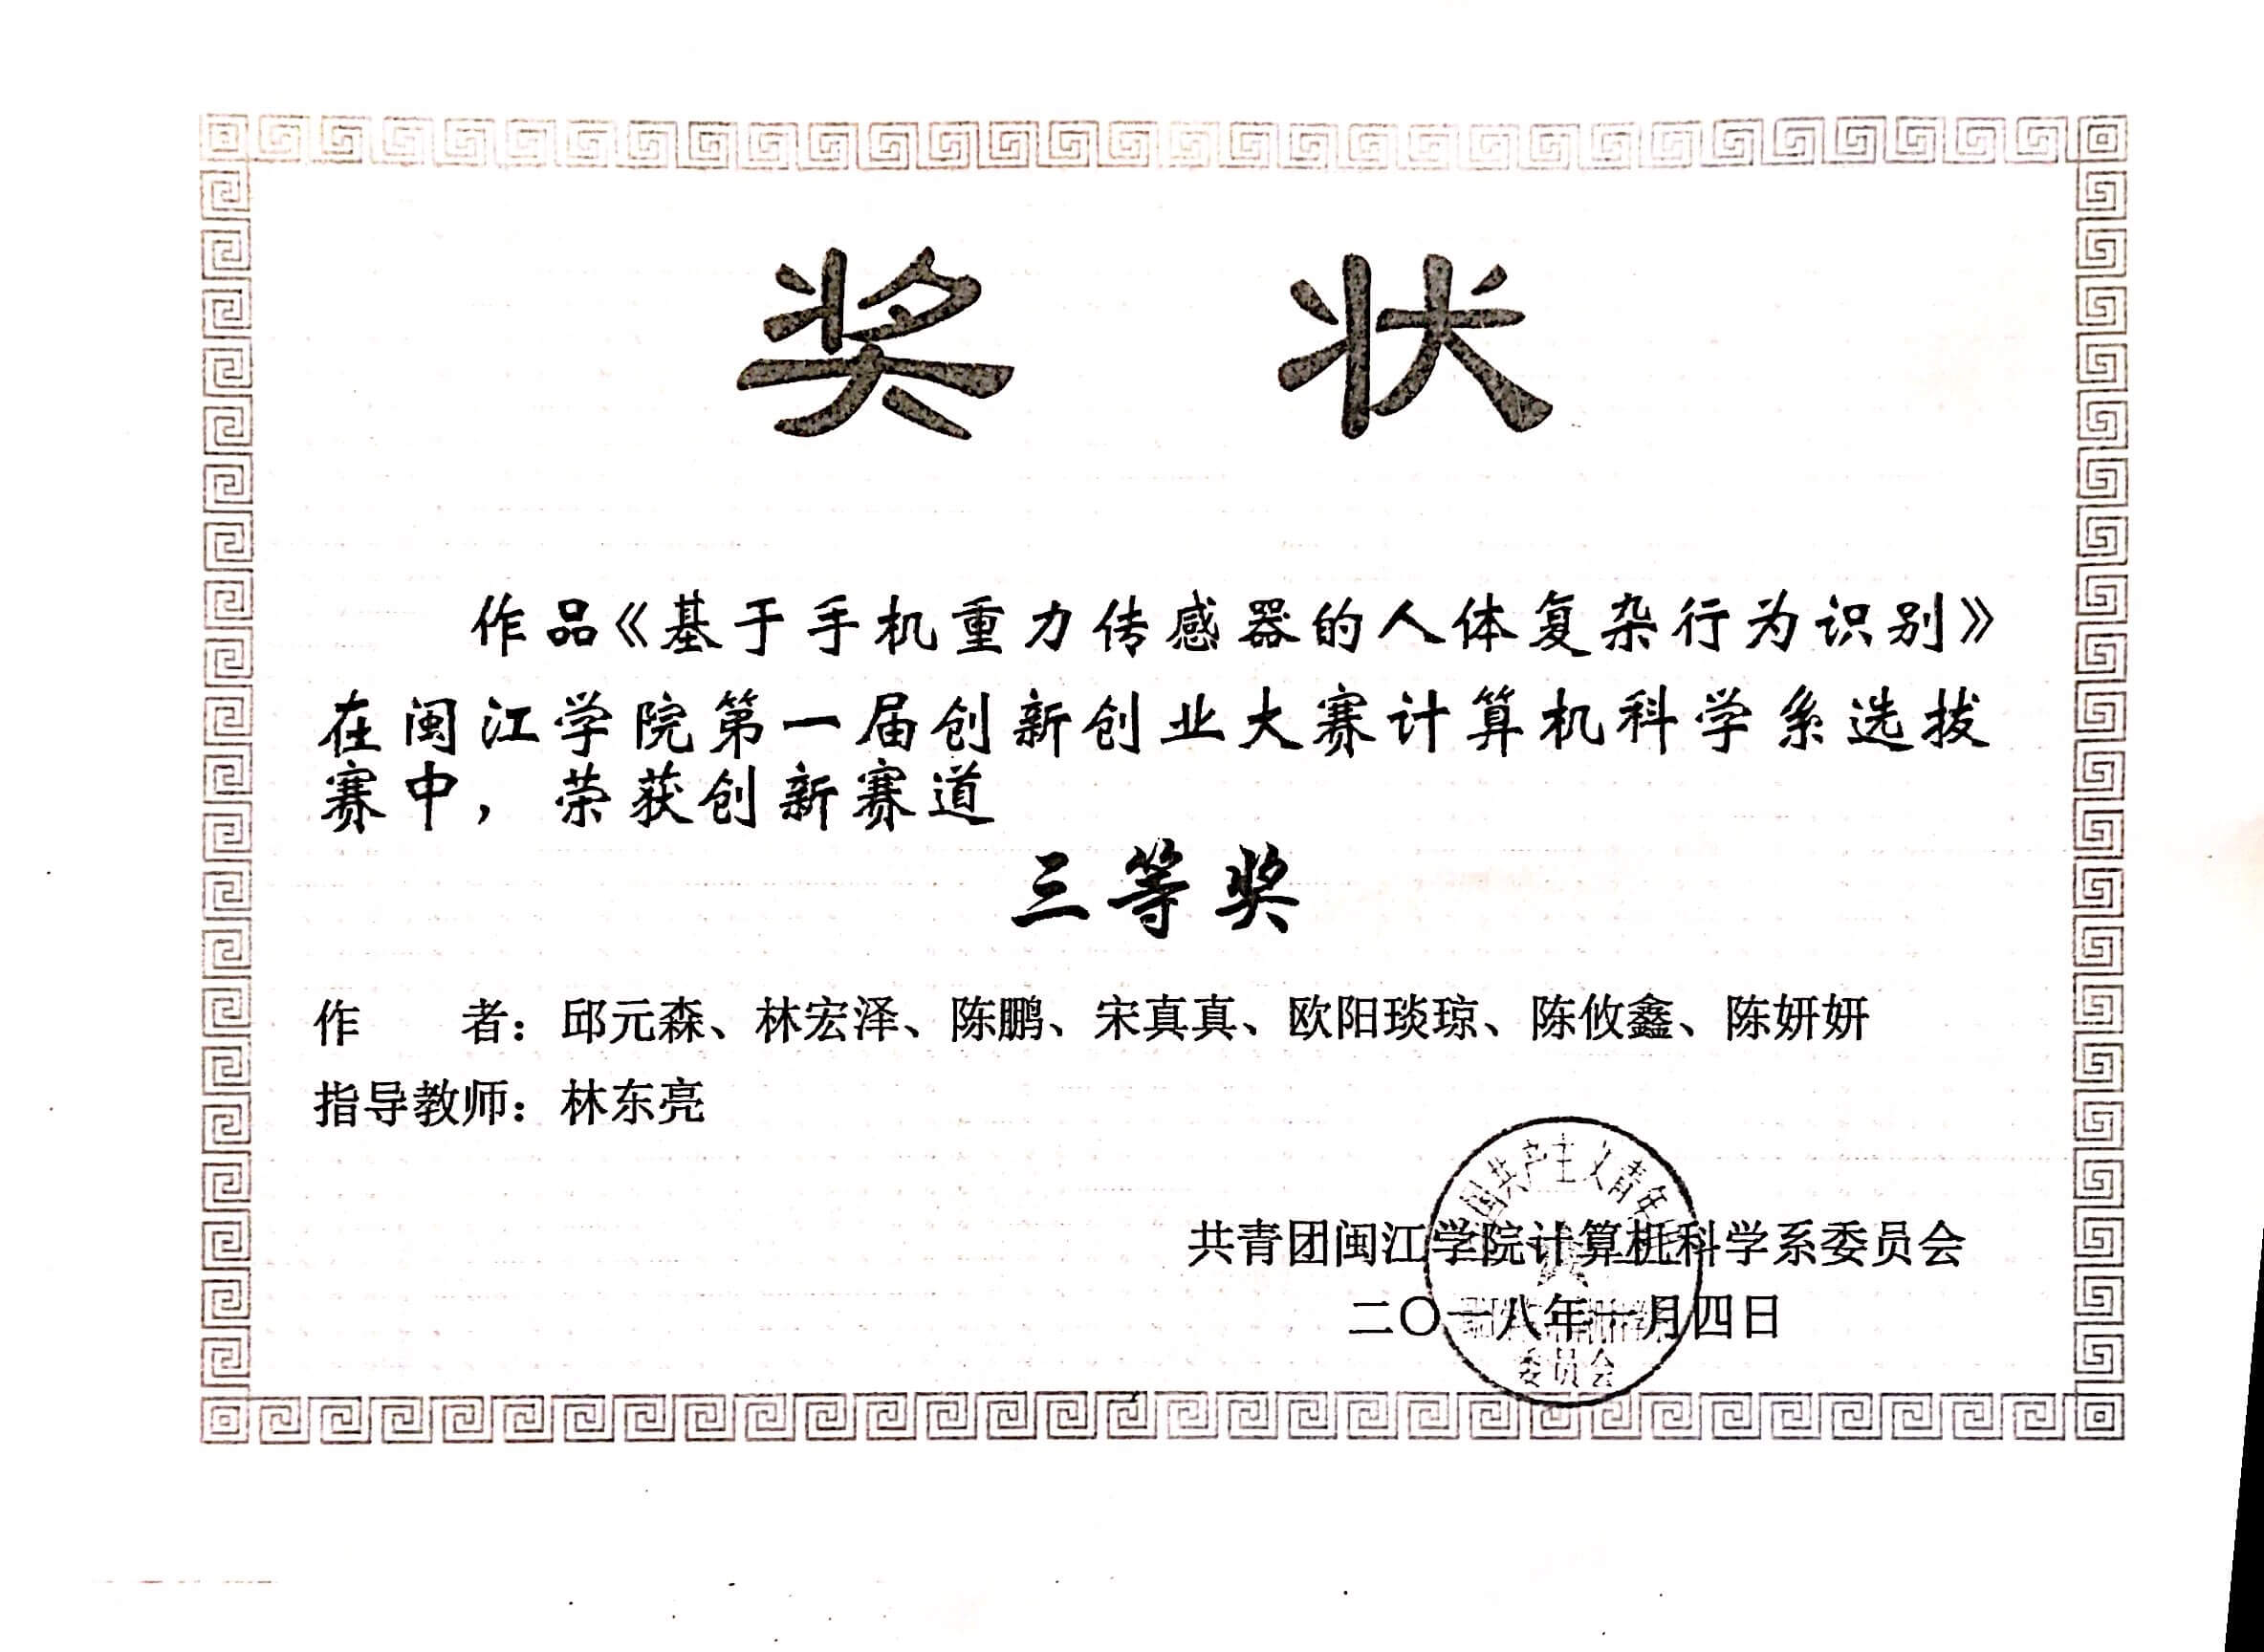 奖 状
作品《基于手机重力传感器的人体复杂行为识别》
在闽江学院第一届创新创业大赛计算机科学系选拔
赛中，荣获创新赛道
三等奖
作 者：邱元森、林宏泽、陈鹏、宋真真、欧阳琰琼、陈攸鑫、陈妍妍
指导教师：林东亮
国共产主义青年
共青团闽江学院计算机科学系委员会
二〇一八年一月四日
委员会